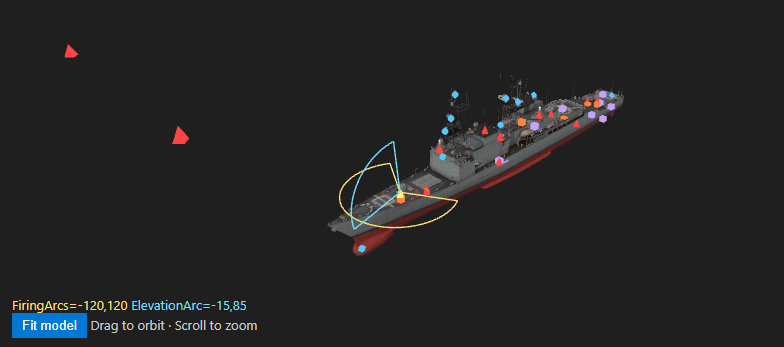 FiringArcs=-120,120 ElevationArc=-15,85
Fit model Drag to orbit · Scroll to zoom